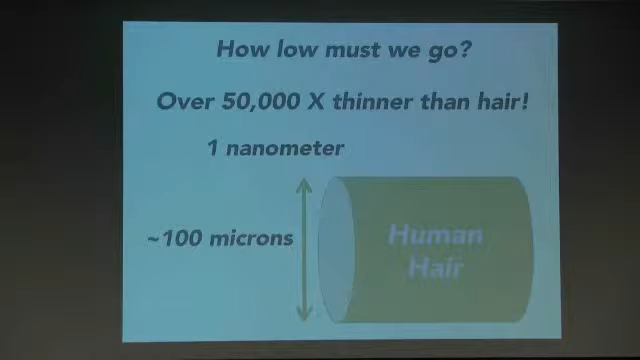 How low must we go?
Over 50,000 X thinner than hair!
1 nanometer
~100 microns
Human
Hair